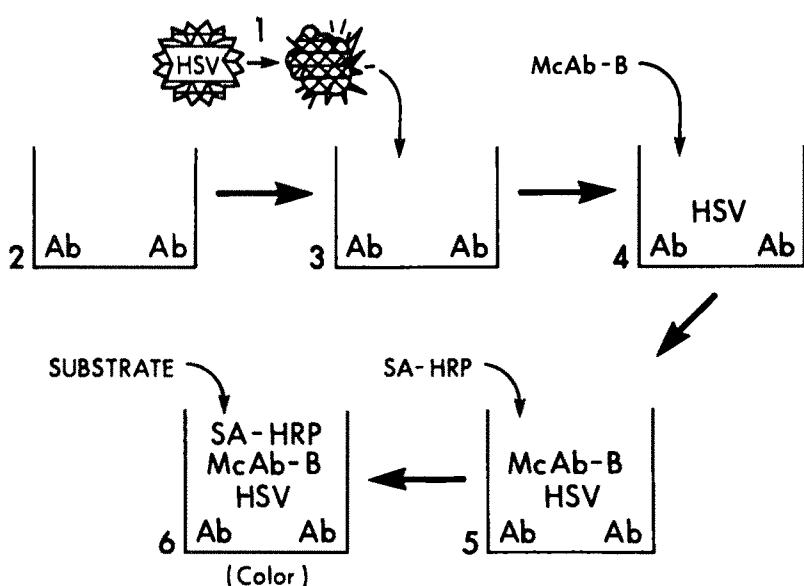 1
HSV
McAb-B
2 Ab Ab
3 Ab Ab
HSV
4 Ab Ab
SUBSTRATE
SA-HRP
SA-HRP
McAb-B
HSV
6 Ab Ab
(Color)
McAb-B
HSV
5 Ab Ab